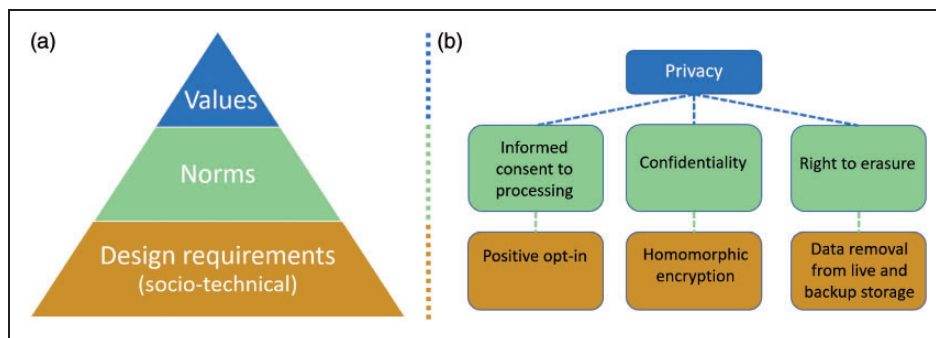 (a)
Values
Norms
Design requirements
(socio-technical)
(b)
Privacy
Informed
consent to
processing
Confidentiality
Right to erasure
Positive opt-in
Homomorphic
encryption
Data removal
from live and
backup storage